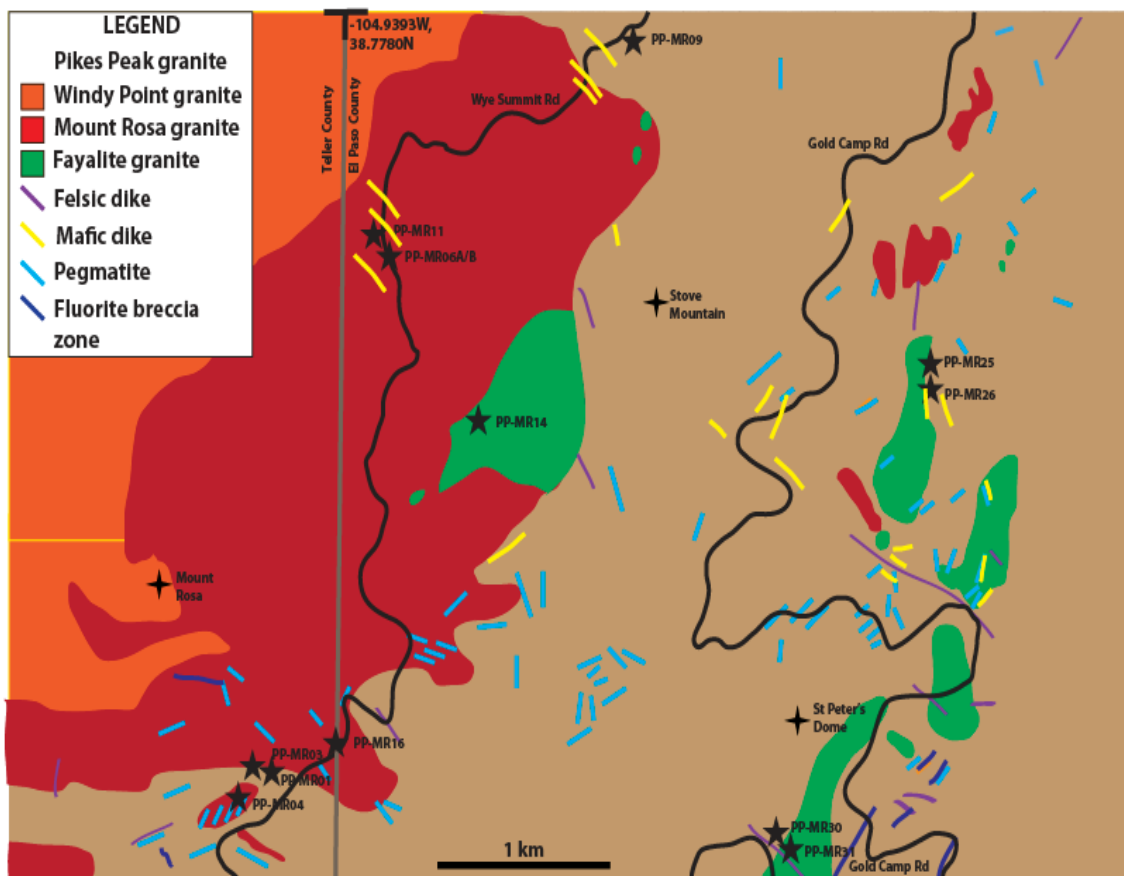 LEGEND
Pikes Peak granite
Windy Point granite
Mount Rosa granite
Fayalite granite
Felsic dike
Mafic dike
Pegmatite
Fluorite breccia
zone
-104.9393W,
38.7780N
Teller County
El Paso County
PP-MR09
Wye Summit Rd
Gold Camp Rd
PP-MR11
PP-MR06A/B
Stove
Mountain
PP-MR25
PP-MR26
PP-MR14
Mount
Rosa
St Peter's
Dome
PP-MR16
PP-MR03
PP-MR01
PP-MR04
PP-MR30
PP-MR31
Gold Camp Rd
1 km